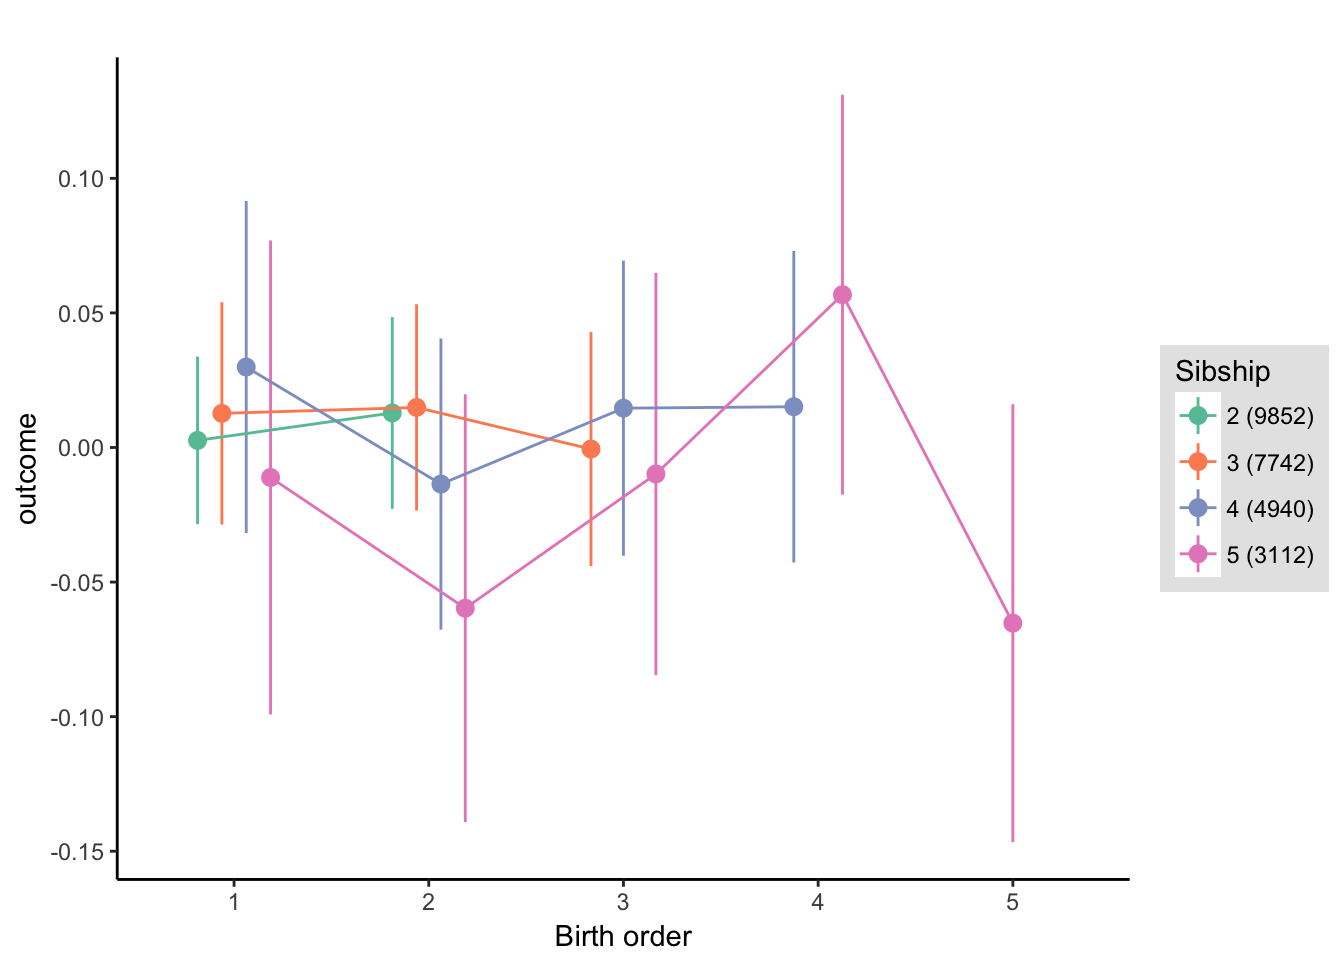 0.10
0.05
0.00
-0.05
-0.10
-0.15
outcome
1 2 3 4 5
Birth order
Sibship
2 (9852)
3 (7742)
4 (4940)
5 (3112)